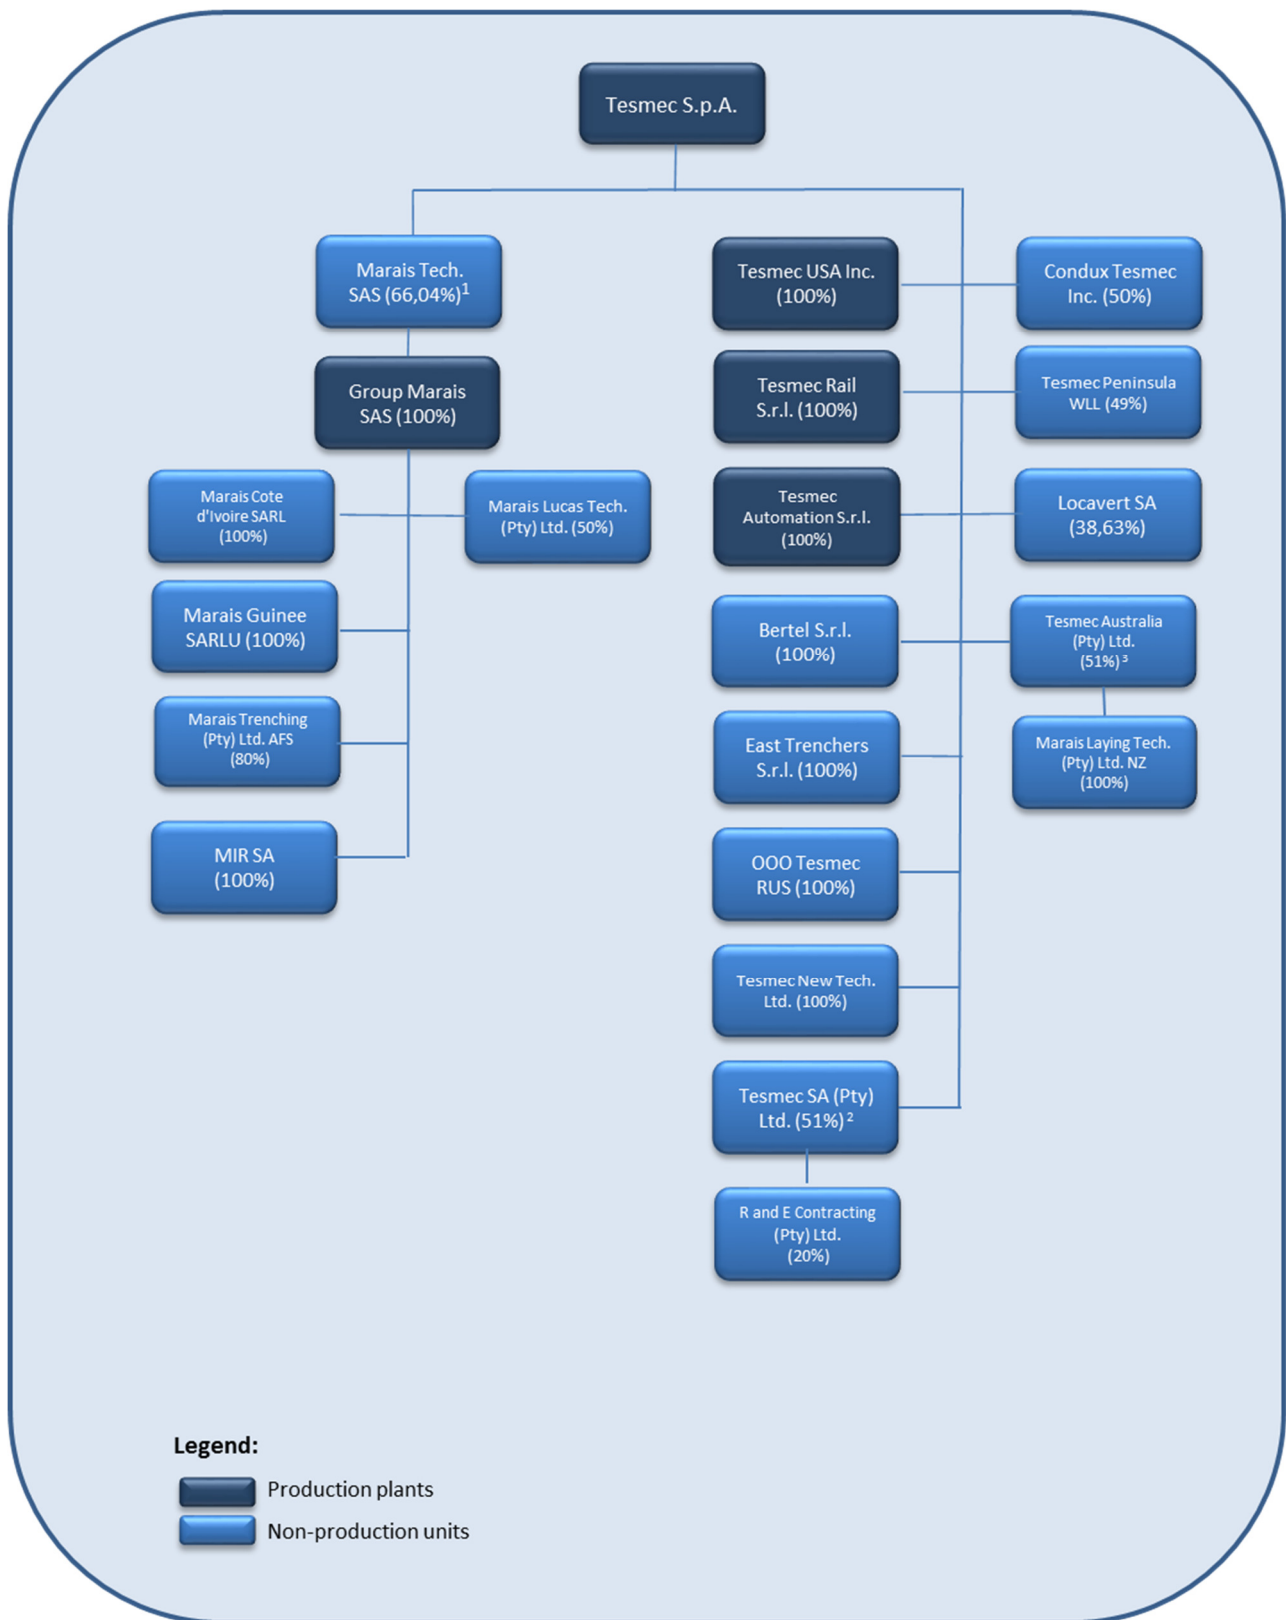 Tesmec S.p.A.
Marais Tech.
SAS (66,04%)¹
Group Marais
SAS (100%)
Marais Cote
d'Ivoire SARL
(100%)
Marais Lucas Tech.
(Pty) Ltd. (50%)
Marais Guinee
SARLU (100%)
Marais Trenching
(Pty) Ltd. AFS
(80%)
MIR SA
(100%)
Tesmec USA Inc.
(100%)
Condux Tesmec
Inc. (50%)
Tesmec Rail
S.r.l. (100%)
Tesmec Peninsula
WLL (49%)
Tesmec
Automation S.r.l.
(100%)
Locavert SA
(38,63%)
Bertel S.r.l.
(100%)
Tesmec Australia
(Pty) Ltd.
(51%) ³
East Trenchers
S.r.l. (100%)
Marais Laying Tech.
(Pty) Ltd. NZ
(100%)
OOO Tesmec
RUS (100%)
Tesmec New Tech.
Ltd. (100%)
Tesmec SA (Pty)
Ltd. (51%) ²
R and E Contracting
(Pty) Ltd.
(20%)
Legend:
Production plants
Non-production units